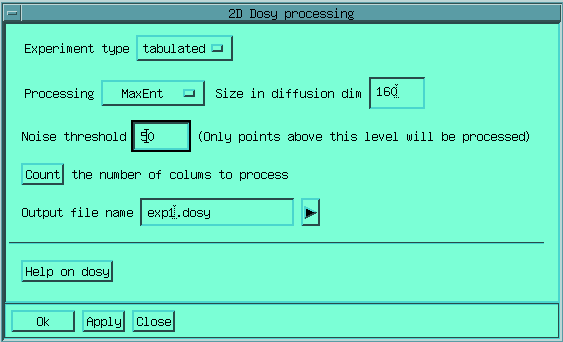 2D Dosy processing
Experiment type tabulated
Processing MaxEnt Size in diffusion dim 160
Noise threshold 50 (Only points above this level will be processed)
Count the number of colums to process
Output file name exp1.dosy
Help on dosy
Ok Apply Close